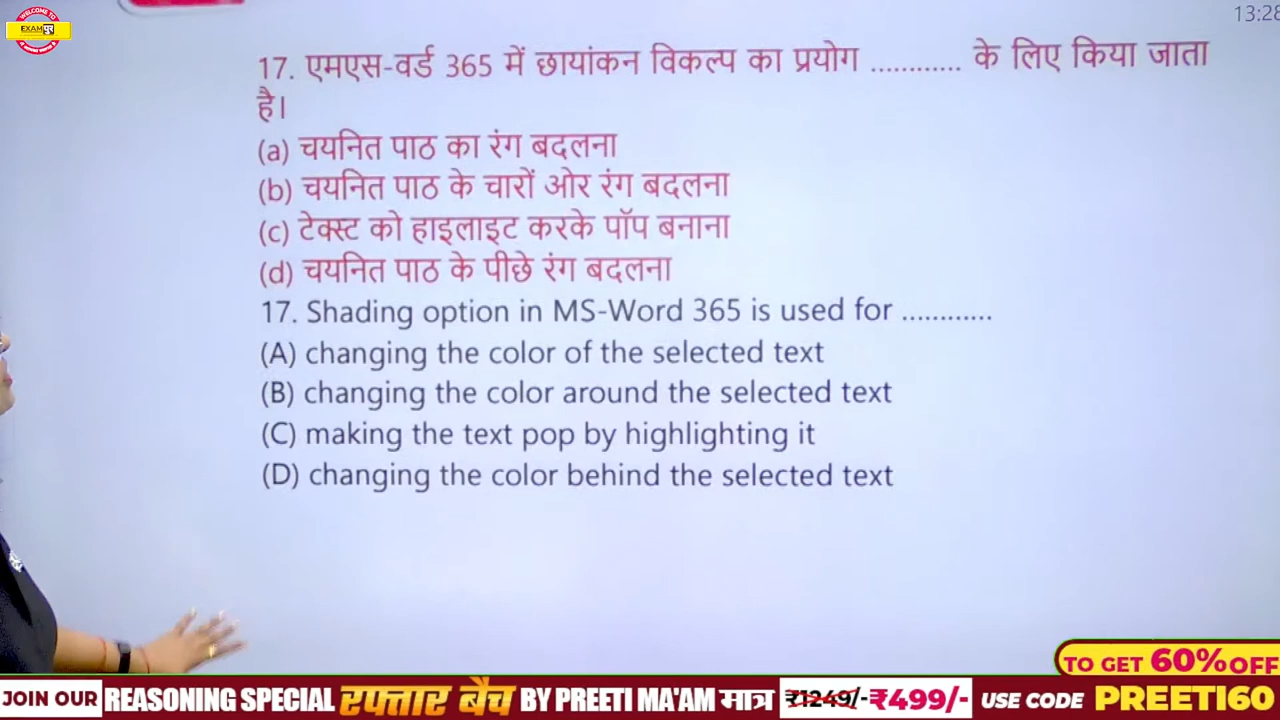 WELCOME TO
EXAMपुर
13:28
17. एमएस-वर्ड 365 में छायांकन विकल्प का प्रयोग ............ के लिए किया जाता
है।
(a) चयनित पाठ का रंग बदलना
(b) चयनित पाठ के चारों ओर रंग बदलना
(c) टेक्स्ट को हाइलाइट करके पॉप बनाना
(d) चयनित पाठ के पीछे रंग बदलना
17. Shading option in MS-Word 365 is used for ............
(A) changing the color of the selected text
(B) changing the color around the selected text
(C) making the text pop by highlighting it
(D) changing the color behind the selected text
TO GET 60% OFF
JOIN OUR REASONING SPECIAL रफ्तार बैच BY PREETI MA'AM मात्र ₹1249/- ₹499/- USE CODE PREETI60